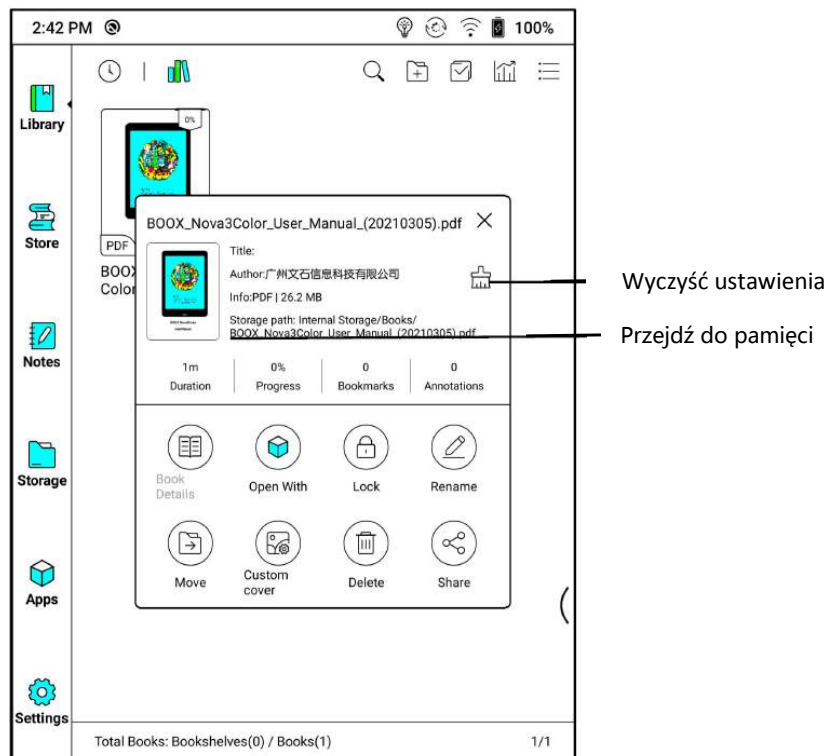 2:42 PM 100%
Library
0%
PDF
BOOX
Color
Store
Notes
Storage
Apps
Settings
BOOX_Nova3Color_User_Manual_(20210305).pdf
Title:
Author:广州文石信息科技有限公司
Info:PDF | 26.2 MB
Storage path: Internal Storage/Books/
BOOX_Nova3Color_User_Manual_(20210305).pdf
1m 0% 0 0
Duration Progress Bookmarks Annotations
Book
Details
Open With
Lock
Rename
Move
Custom
cover
Delete
Share
Total Books: Bookshelves(0) / Books(1) 1/1
Wyczyść ustawienia
Przejdź do pamięci